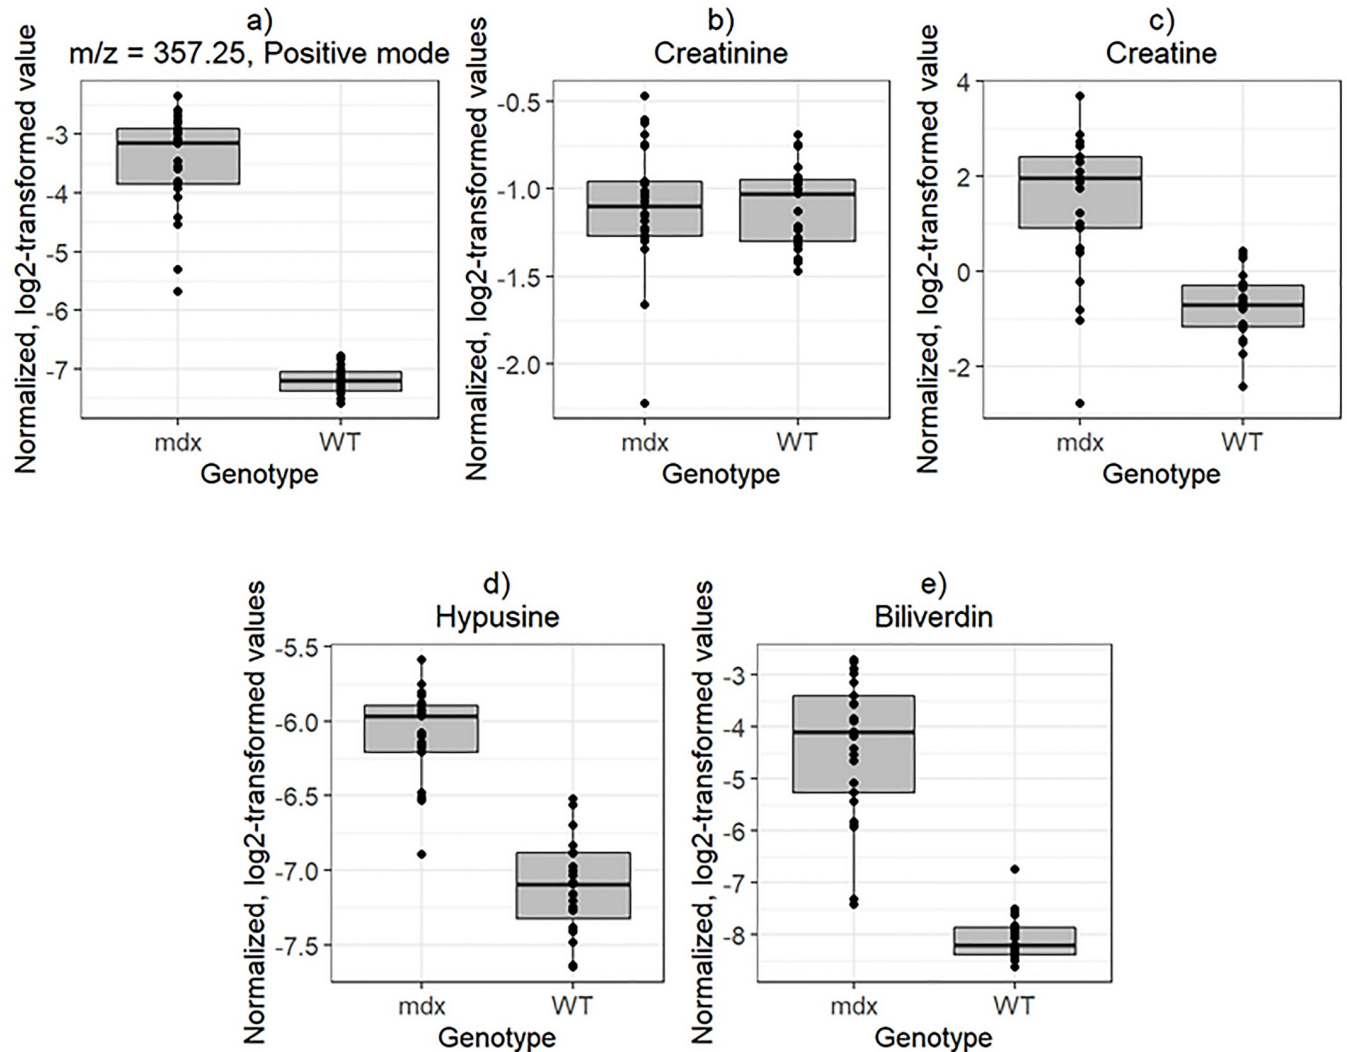 a)
m/z = 357.25, Positive mode
Normalized, log2-transformed value
-3
-4
-5
-6
-7
mdx
WT
Genotype
b)
Creatinine
Normalized, log2-transformed values
-0.5
-1.0
-1.5
-2.0
mdx
WT
Genotype
c)
Creatine
Normalized, log2-transformed value
4
2
0
-2
mdx
WT
Genotype
d)
Hypusine
Normalized, log2-transformed values
-5.5
-6.0
-6.5
-7.0
-7.5
mdx
WT
Genotype
e)
Biliverdin
Normalized, log2-transformed values
-3
-4
-5
-6
-7
-8
mdx
WT
Genotype